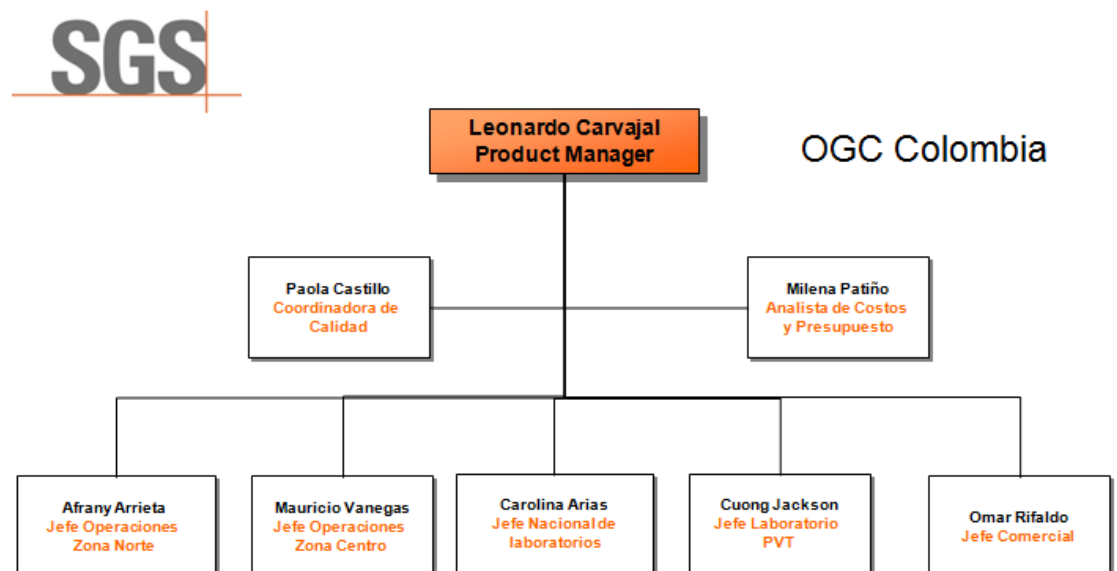 SGS
Leonardo Carvajal
Product Manager
OGC Colombia
Paola Castillo
Coordinadora de
Calidad
Milena Patiño
Analista de Costos
y Presupuesto
Afrany Arrieta
Jefe Operaciones
Zona Norte
Mauricio Vanegas
Jefe Operaciones
Zona Centro
Carolina Arias
Jefe Nacional de
laboratorios
Cuong Jackson
Jefe Laboratorio
PVT
Omar Rifaldo
Jefe Comercial